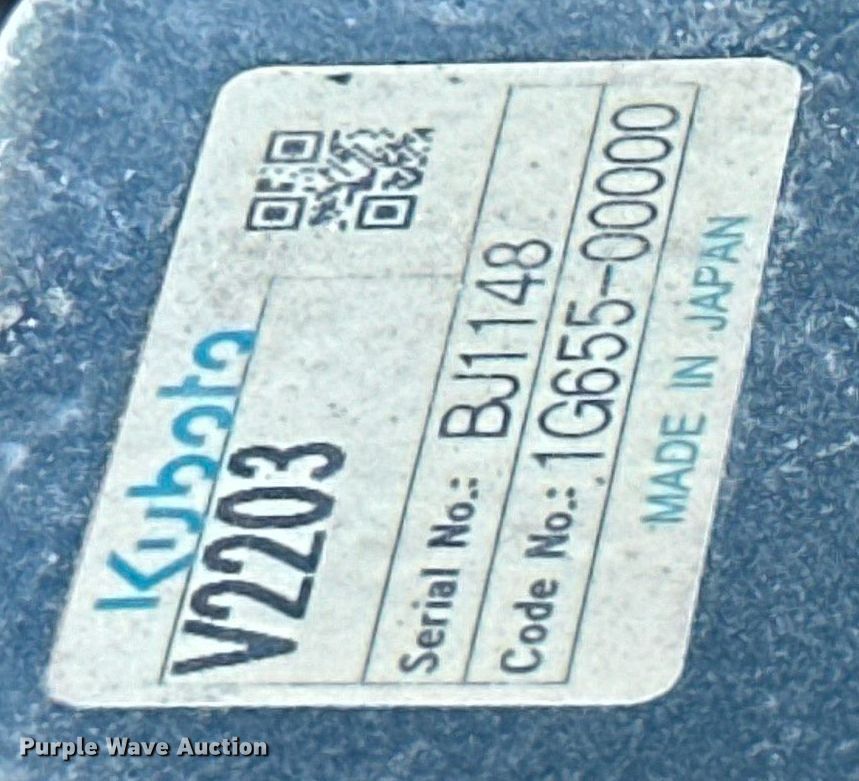 Kubota
V2203
Serial No.: BJ1148
Code No.: 1G655-00000
MADE IN JAPAN
Purple Wave Auction